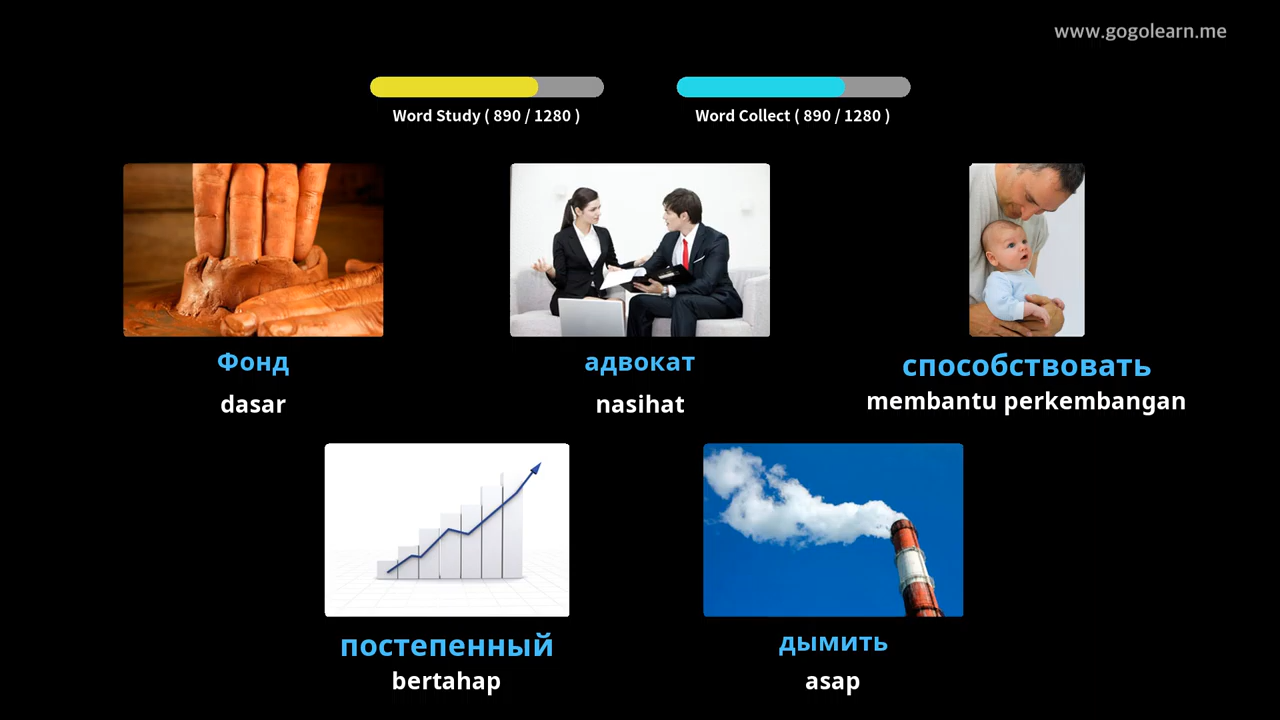 www.gogolearn.me
Word Study ( 890 / 1280 )
Word Collect ( 890 / 1280 )
Фонд
адвокат
способствовать
dasar
nasihat
membantu perkembangan
постепенный
дымить
bertahap
asap